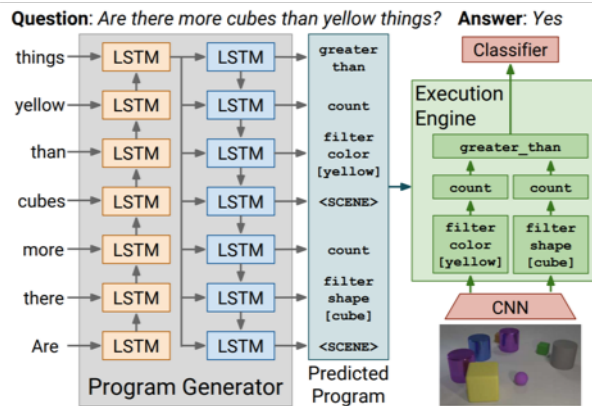 Question: Are there more cubes than yellow things? Answer: Yes
things
LSTM
LSTM
greater
than
yellow
LSTM
LSTM
count
than
LSTM
LSTM
filter
color
[yellow]
cubes
LSTM
LSTM
<SCENE>
more
LSTM
LSTM
count
there
LSTM
LSTM
filter
shape
[cube]
Are
LSTM
LSTM
<SCENE>
Program Generator
Predicted
Program
Classifier
Execution
Engine
greater_than
count
count
filter
color
[yellow]
filter
shape
[cube]
CNN